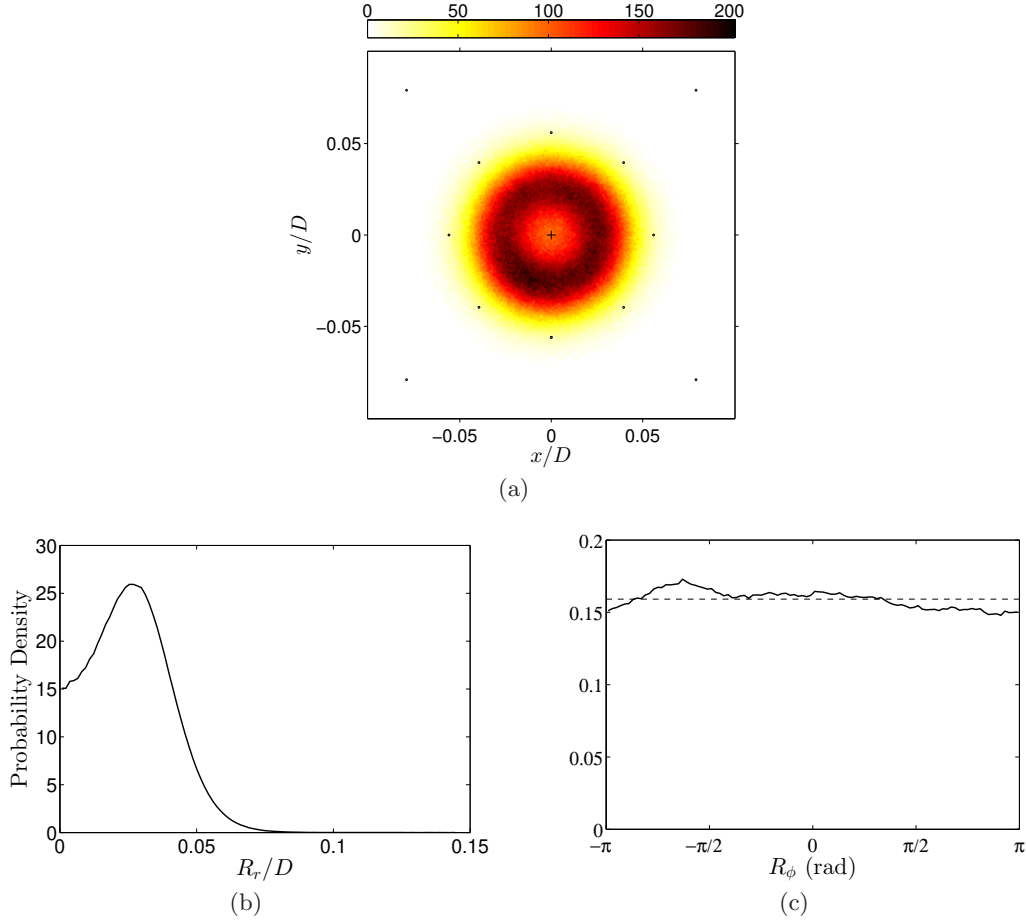 0 50 100 150 200
0.05
0
−0.05
y/D
−0.05 0 0.05
x/D
(a)
30
25
20
15
10
5
0
Probability Density
0 0.05 0.1 0.15
R_r/D
(b)
0.2
0.15
0.1
0.05
0
−π −π/2 0 π/2 π
R_ϕ (rad)
(c)